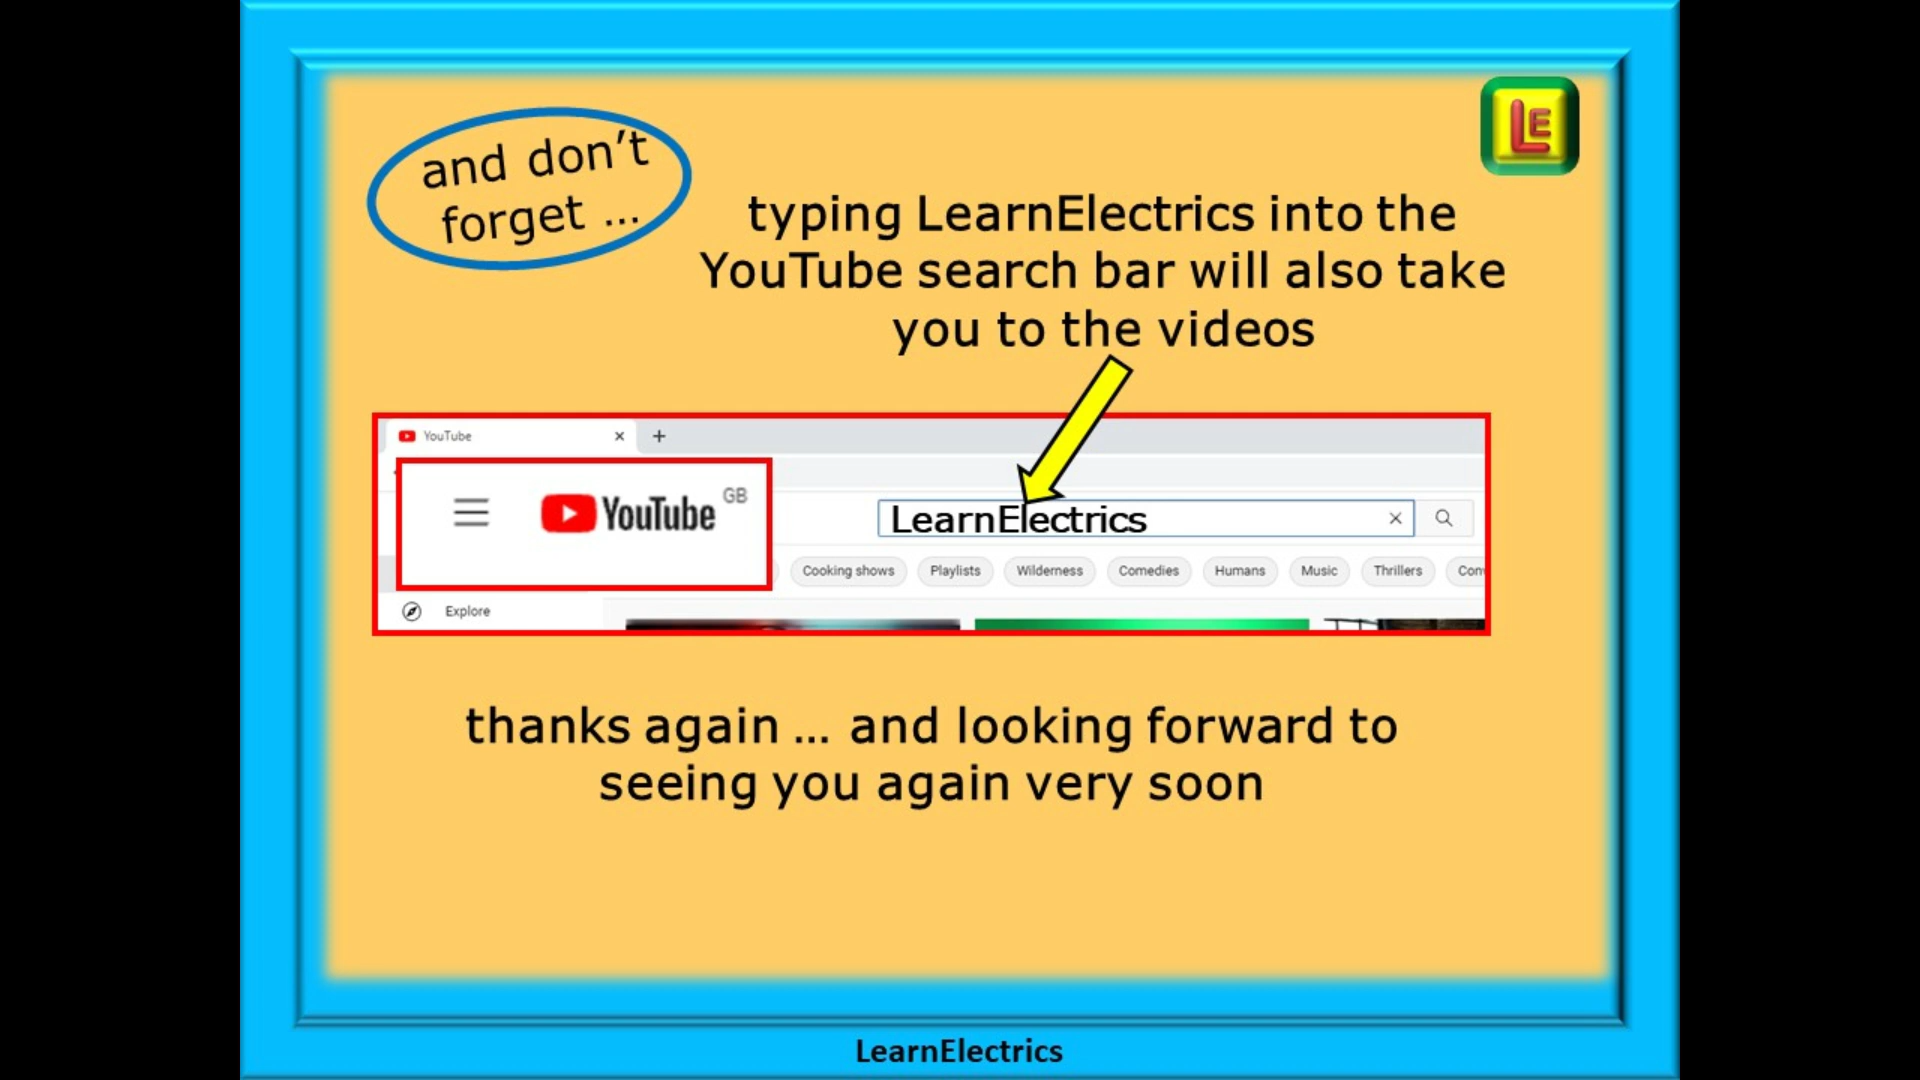 and don't
forget ...
LE
typing LearnElectrics into the
YouTube search bar will also take
you to the videos
YouTube
YouTube GB
LearnElectrics
Cooking shows Playlists Wilderness Comedies Humans Music Thrillers
Explore
thanks again ... and looking forward to
seeing you again very soon
LearnElectrics